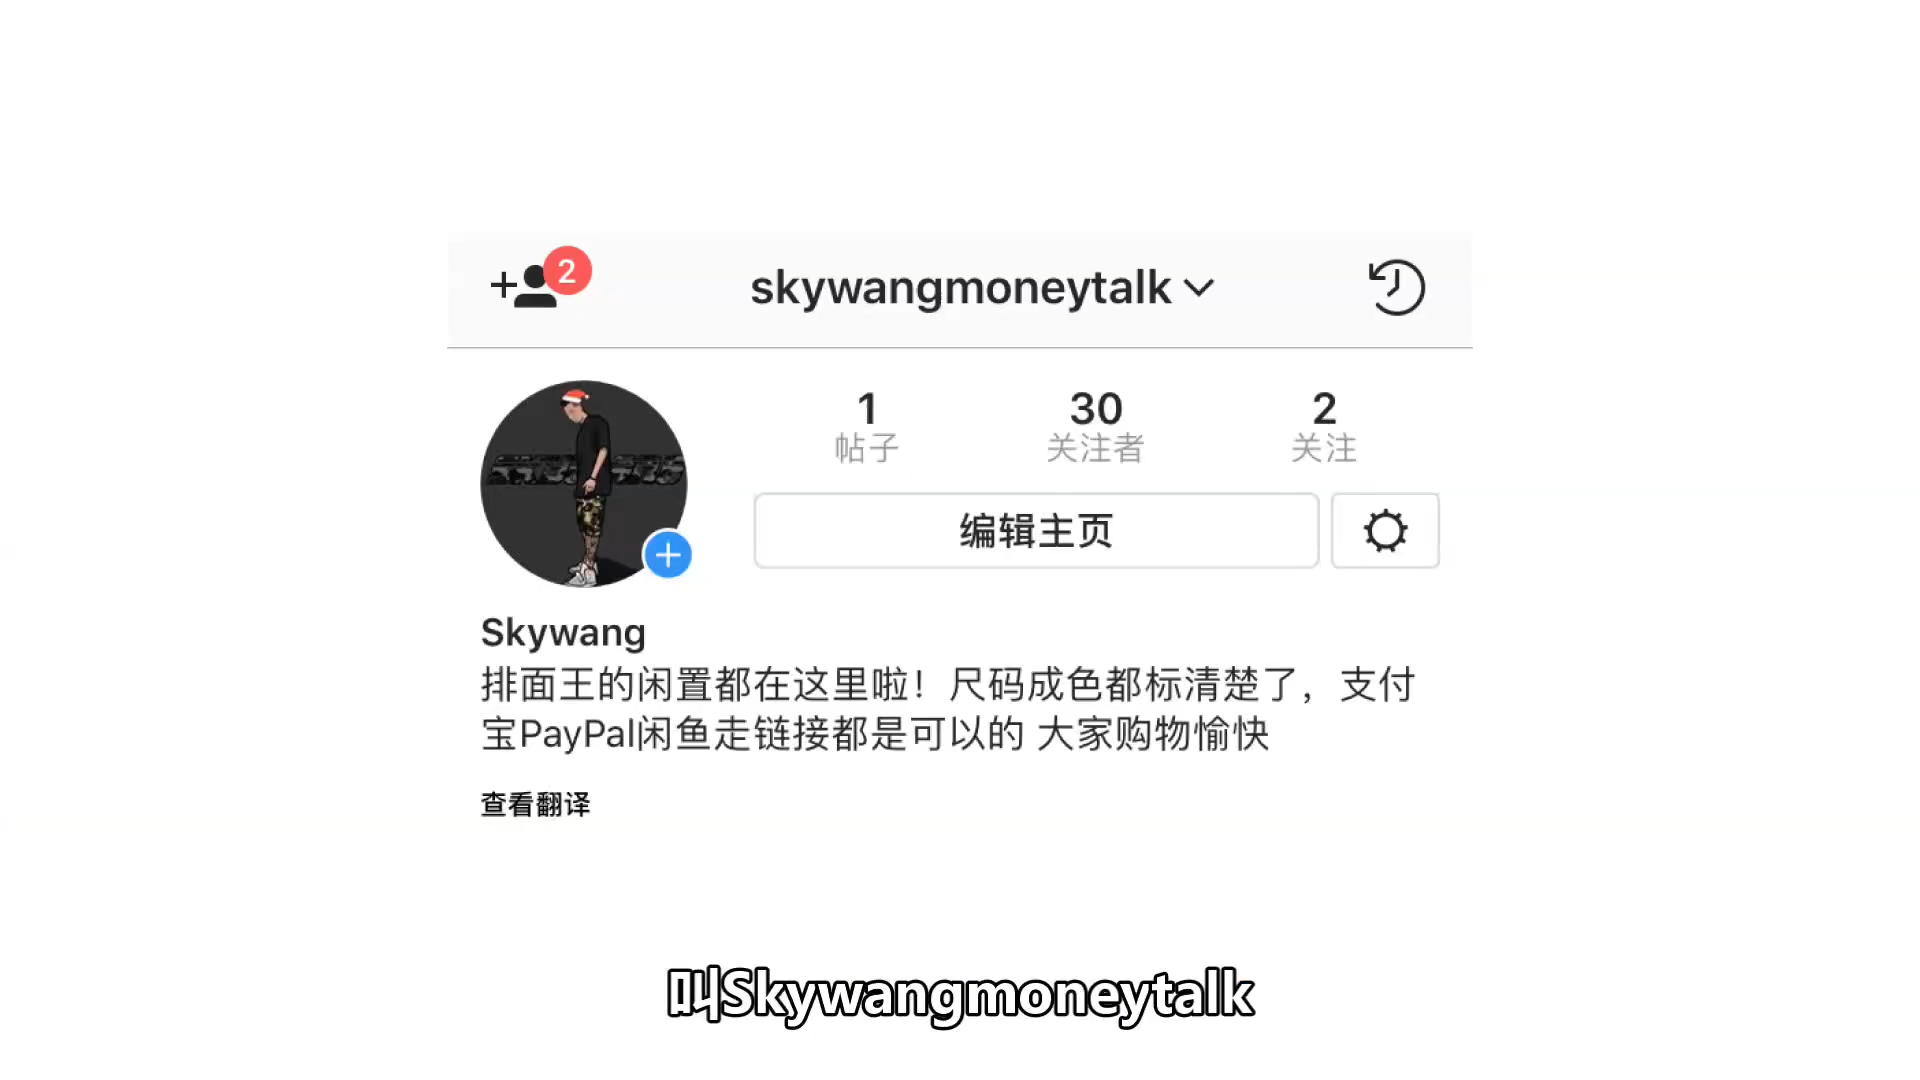 2
skywangmoneytalk
1
帖子
30
关注者
2
关注
编辑主页
Skywang
排面王的闲置都在这里啦！尺码成色都标清楚了，支付
宝PayPal闲鱼走链接都是可以的 大家购物愉快
查看翻译
叫Skywangmoneytalk